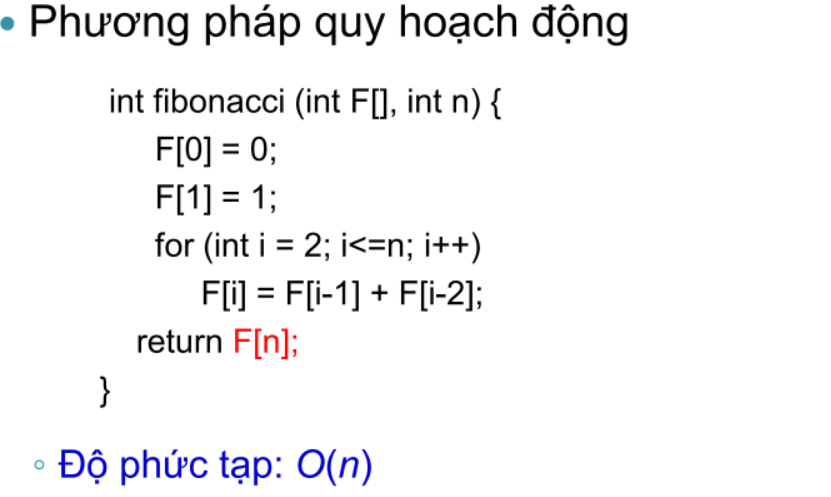 • Phương pháp quy hoạch động
int fibonacci (int F[], int n) {
F[0] = 0;
F[1] = 1;
for (int i = 2; i<=n; i++)
F[i] = F[i-1] + F[i-2];
return F[n];
}
◦ Độ phức tạp: O(n)